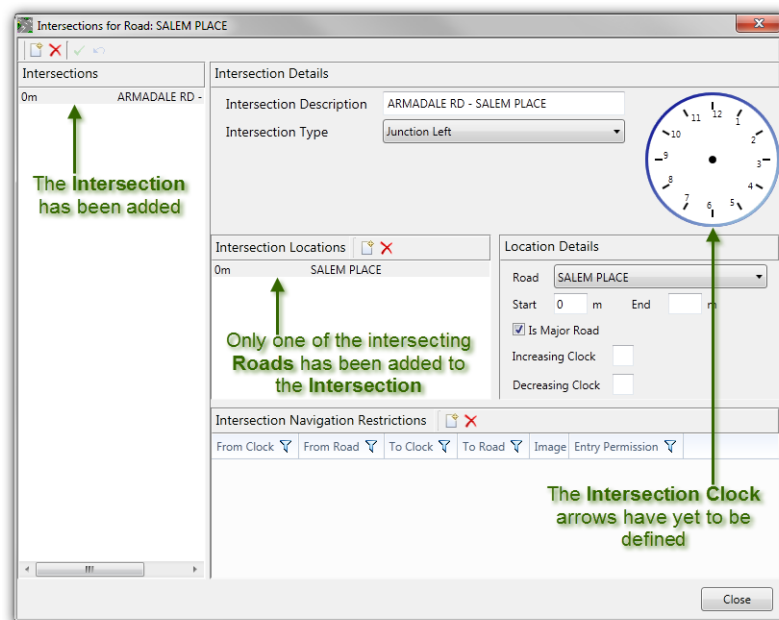 Intersections for Road: SALEM PLACE
Intersections
0m ARMADALE RD -
The Intersection
has been added
Intersection Details
Intersection Description ARMADALE RD - SALEM PLACE
Intersection Type Junction Left
12
1
2
3
4
5
6
7
8
9
10
11
Intersection Locations
0m SALEM PLACE
Only one of the intersecting
Roads has been added to
the Intersection
Location Details
Road SALEM PLACE
Start 0 m End m
Is Major Road
Increasing Clock
Decreasing Clock
Intersection Navigation Restrictions
From Clock From Road To Clock To Road Image Entry Permission
The Intersection Clock
arrows have yet to be
defined
Close